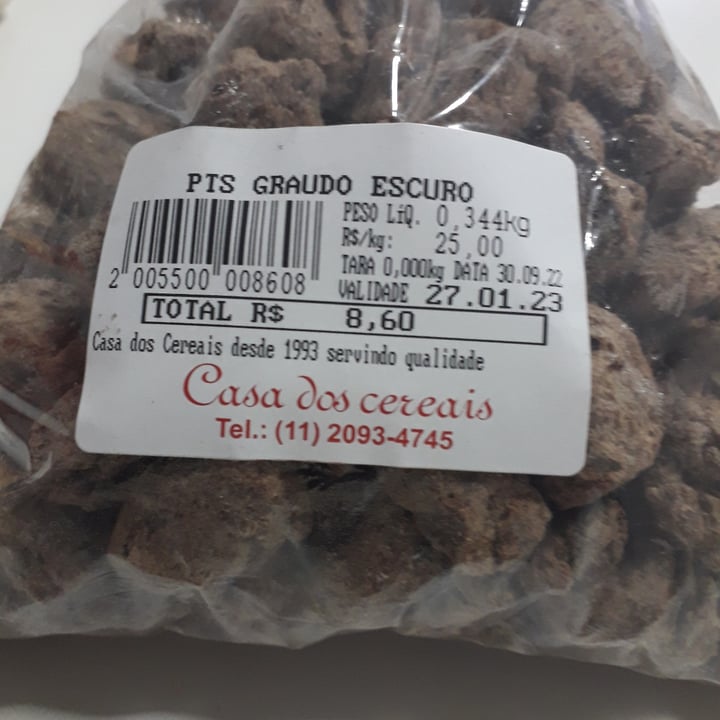 PTS GRAUDO ESCURO
PESO LíQ. 0,344kg
R$/kg: 25,00
TARA 0,000kg DATA 30.09.22
VALIDADE 27.01.23
2 005500 008608
TOTAL R$ 8,60
Casa dos Cereais desde 1993 servindo qualidade
Casa dos cereais
Tel.: (11) 2093-4745